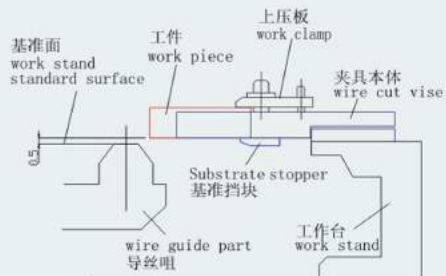 上压板
work clamp
基准面
work stand
standard surface
工件
work piece
夹具本体
wire cut vise
0.5
Substrate stopper
基准挡块
wire guide part
导丝咀
工作台
work stand